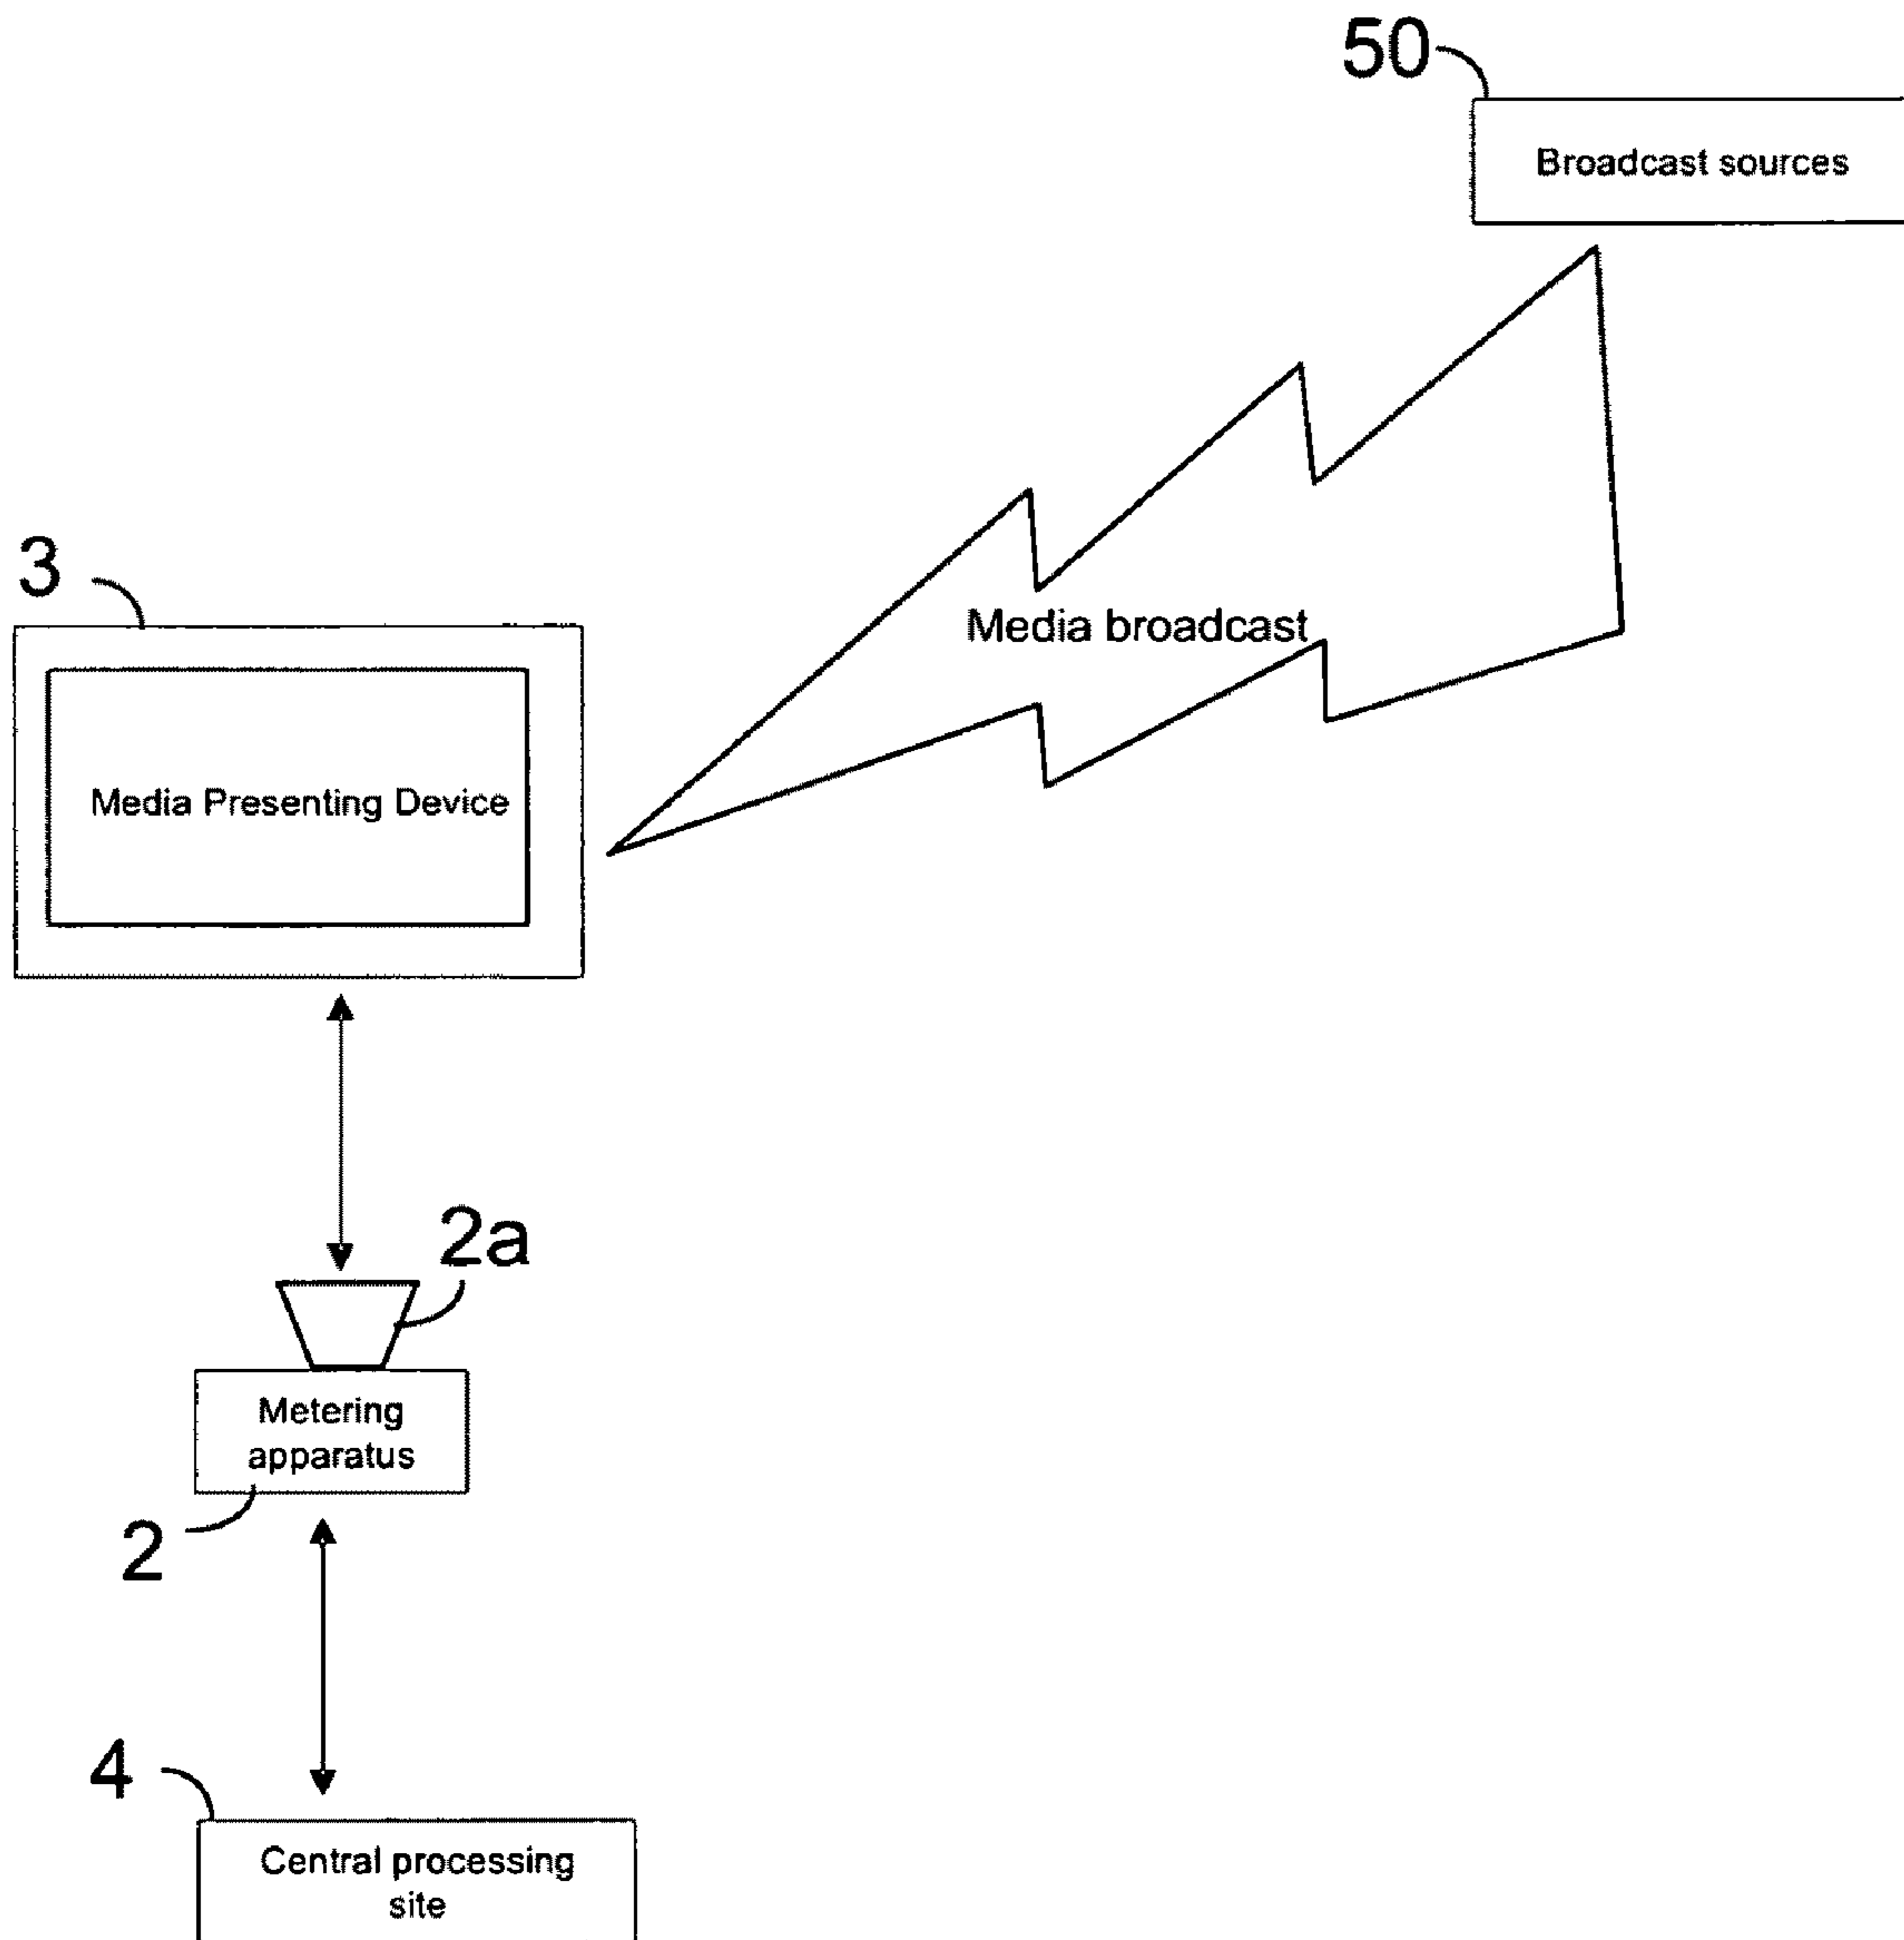 50
Broadcast sources
3
Media broadcast
Media Presenting Device
2a
Metering
apparatus
2
4
Central processing
site